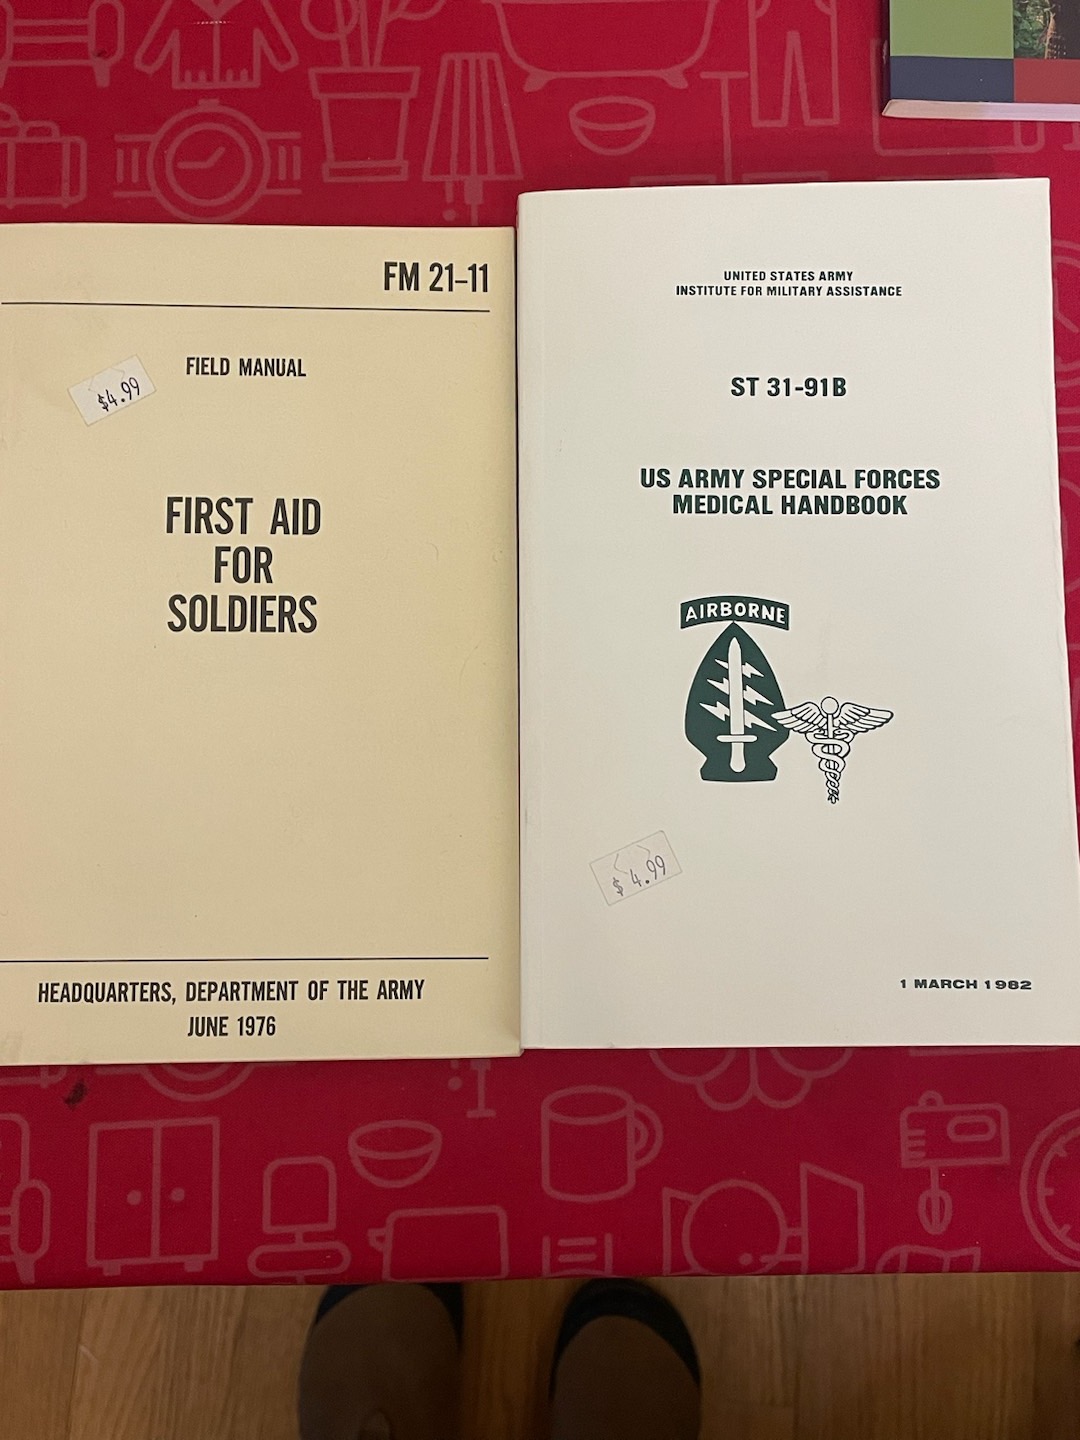 FM 21-11
FIELD MANUAL
$4.99
FIRST AID
FOR
SOLDIERS
HEADQUARTERS, DEPARTMENT OF THE ARMY
JUNE 1976
UNITED STATES ARMY
INSTITUTE FOR MILITARY ASSISTANCE
ST 31-91B
US ARMY SPECIAL FORCES
MEDICAL HANDBOOK
AIRBORNE
$4.99
1 MARCH 1982